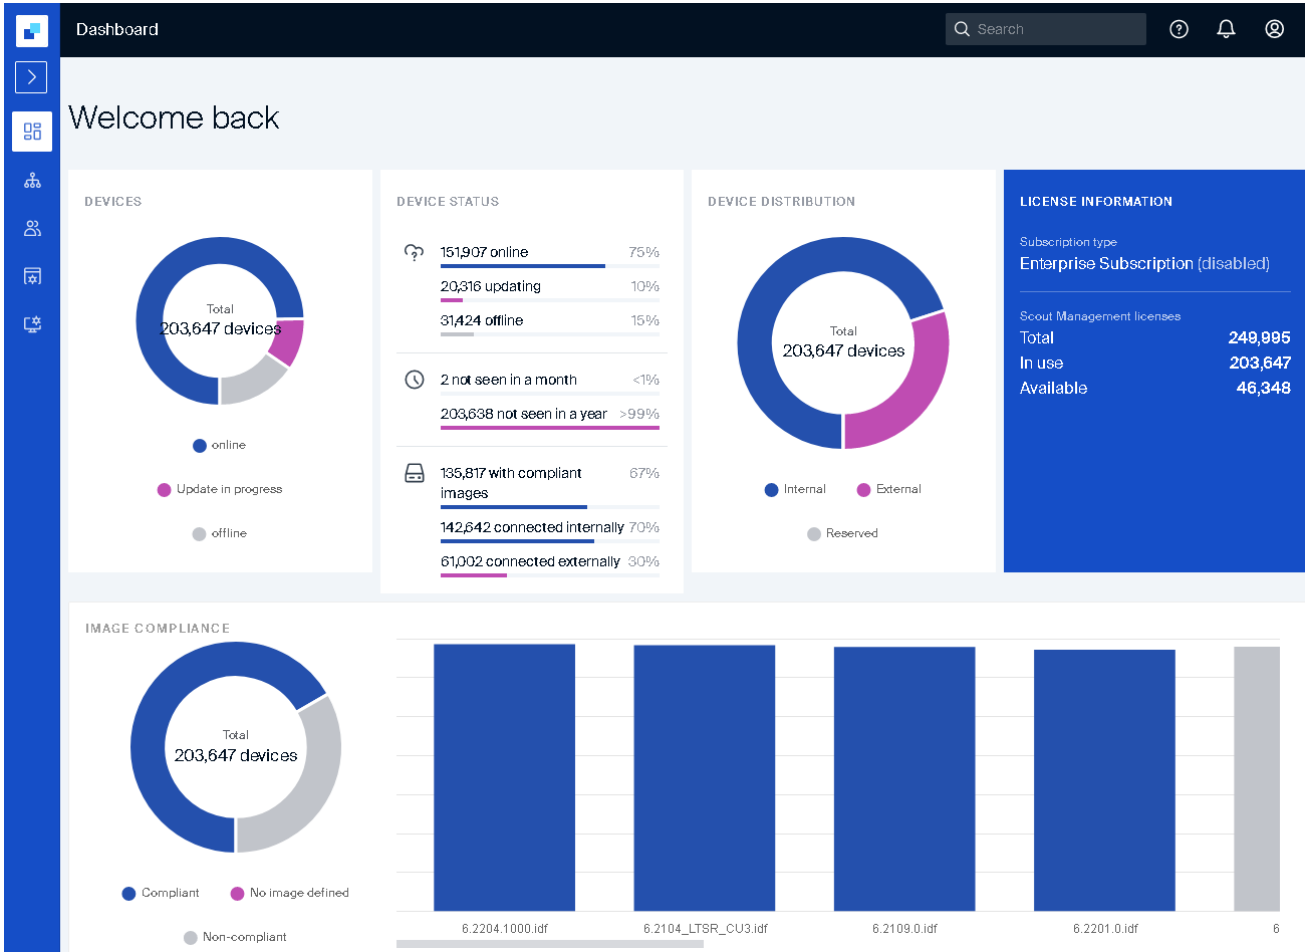 Dashboard
Search
Welcome back
DEVICES
Total
203,647 devices
online
Update in progress
offline
DEVICE STATUS
151,907 online 75%
20,316 updating 10%
31,424 offline 15%
2 not seen in a month <1%
203,638 not seen in a year >99%
135,817 with compliant 67%
images
142,642 connected internally 70%
61,002 connected externally 30%
DEVICE DISTRIBUTION
Total
203,647 devices
Internal External
Reserved
LICENSE INFORMATION
Subscription type
Enterprise Subscription (disabled)
Scout Management licenses
Total 249,995
In use 203,647
Available 46,348
IMAGE COMPLIANCE
Total
203,647 devices
Compliant No image defined
Non-compliant
6.2204.1000.idf 6.2104_LTSR_CU3.idf 6.2109.0.idf 6.2201.0.idf 6